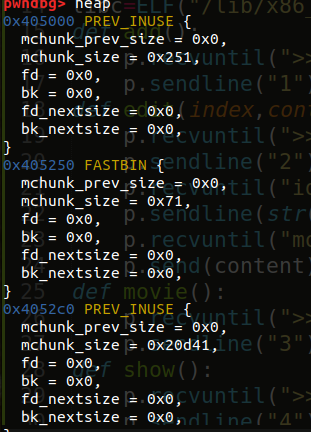 pwndbg> heap
0x405000 PREV_INUSE {
mchunk_prev_size = 0x0,
mchunk_size = 0x251,
fd = 0x0,
bk = 0x0,
fd_nextsize = 0x0,
bk_nextsize = 0x0,
}
0x405250 FASTBIN {
mchunk_prev_size = 0x0,
mchunk_size = 0x71,
fd = 0x0,
bk = 0x0,
fd_nextsize = 0x0,
bk_nextsize = 0x0,
}
0x4052c0 PREV_INUSE {
mchunk_prev_size = 0x0,
mchunk_size = 0x20d41,
fd = 0x0,
bk = 0x0,
fd_nextsize = 0x0,
bk_nextsize = 0x0,